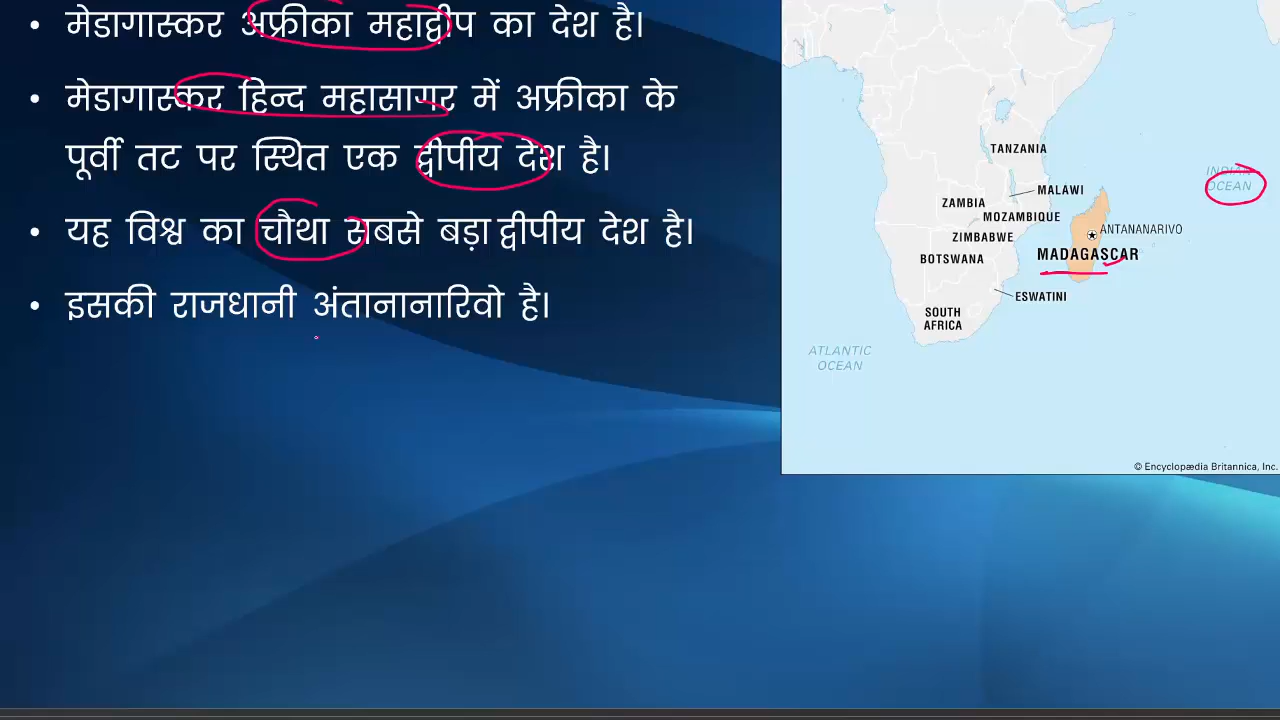 • मेडागास्कर अफ्रीका महाद्वीप का देश है।
• मेडागास्कर हिन्द महासागर में अफ्रीका के
पूर्वी तट पर स्थित एक द्वीपीय देश है।
• यह विश्व का चौथा सबसे बड़ा द्वीपीय देश है।
• इसकी राजधानी अंतानानारिवो है।
TANZANIA
INDIAN
OCEAN
MALAWI
ZAMBIA
MOZAMBIQUE
ANTANANARIVO
ZIMBABWE
MADAGASCAR
BOTSWANA
ESWATINI
SOUTH
AFRICA
ATLANTIC
OCEAN
© Encyclopædia Britannica, Inc.